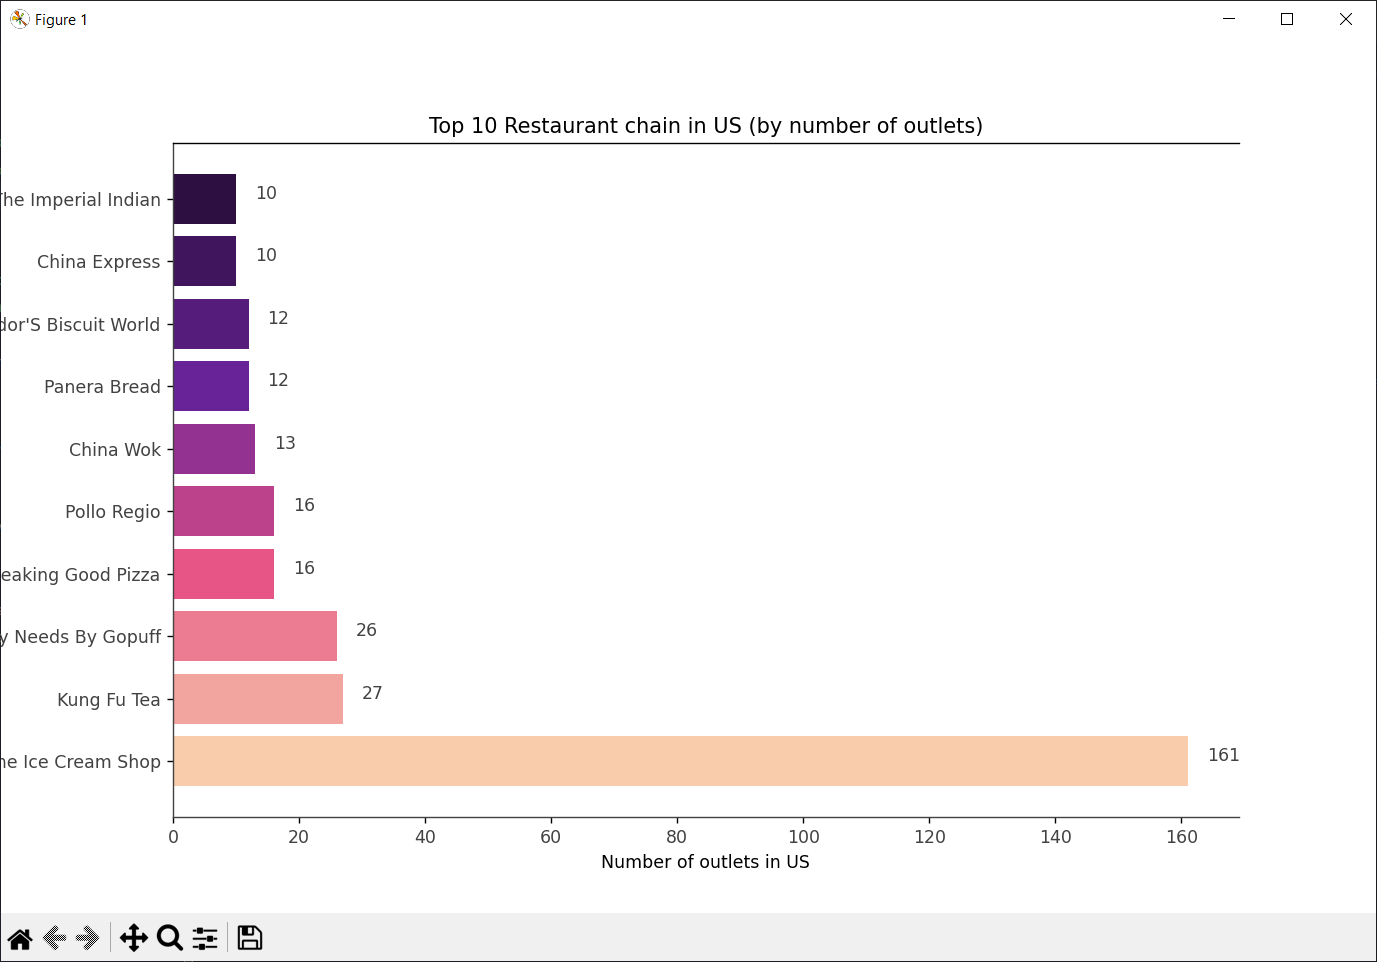 Figure 1
Top 10 Restaurant chain in US (by number of outlets)
The Imperial Indian
10
China Express
10
dor'S Biscuit World
12
Panera Bread
12
China Wok
13
Pollo Regio
16
eaking Good Pizza
16
y Needs By Gopuff
26
Kung Fu Tea
27
ne Ice Cream Shop
161
0 20 40 60 80 100 120 140 160
Number of outlets in US